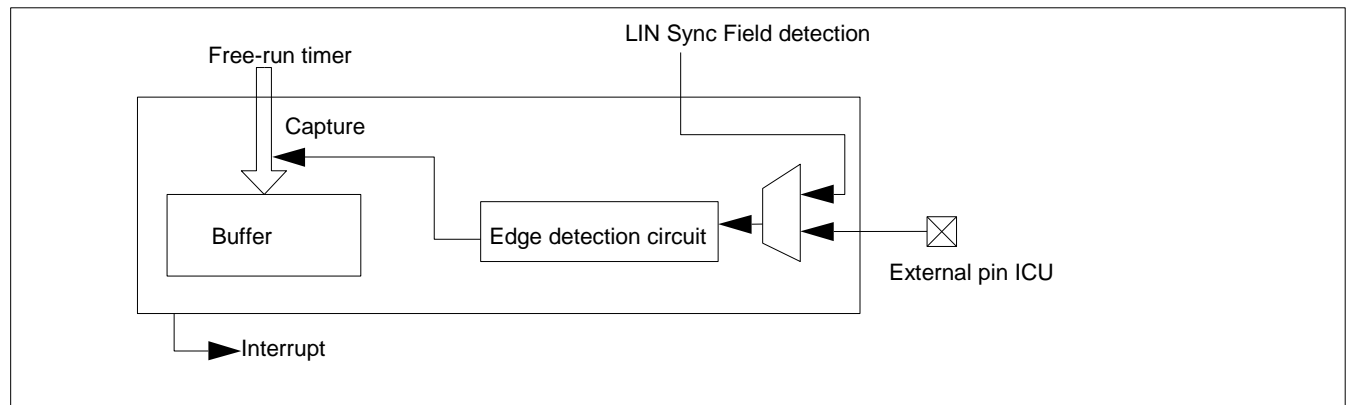 LIN Sync Field detection
Free-run timer
Capture
Buffer
Edge detection circuit
External pin ICU
Interrupt